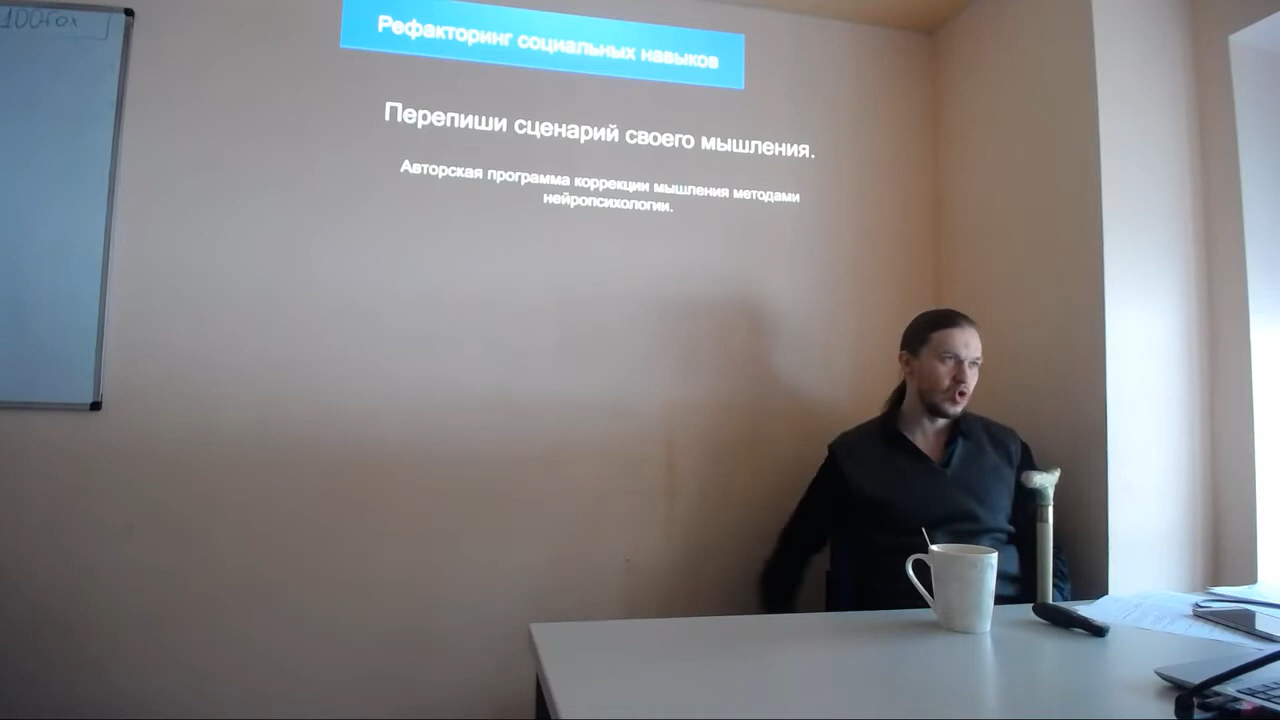 Рефакторинг социальных навыков
Перепиши сценарий своего мышления.
Авторская программа коррекции мышления методами
нейропсихологии.